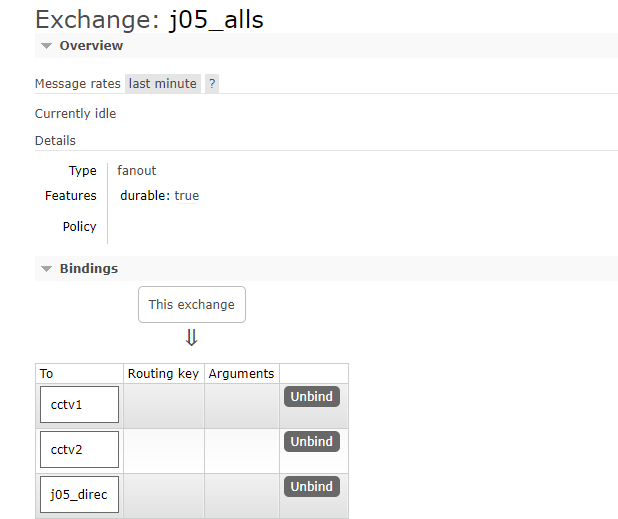 Exchange: j05_alls
Overview
Message rates last minute ?
Currently idle
Details
Type fanout
Features durable: true
Policy
Bindings
This exchange
⇓
To Routing key Arguments
cctv1 Unbind
cctv2 Unbind
j05_direc Unbind